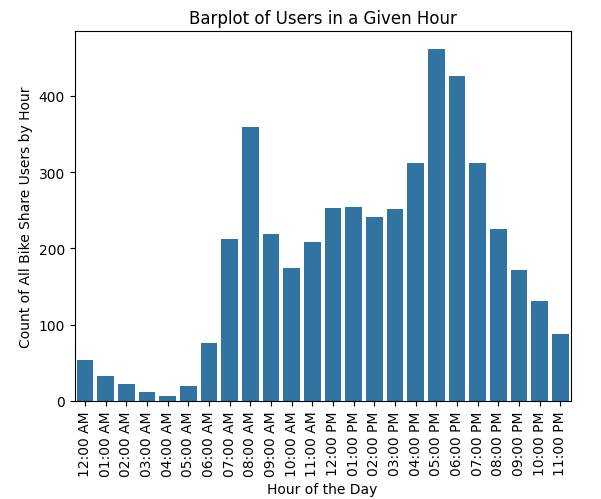 Barplot of Users in a Given Hour
Count of All Bike Share Users by Hour
400
300
200
100
0
12:00 AM
01:00 AM
02:00 AM
03:00 AM
04:00 AM
05:00 AM
06:00 AM
07:00 AM
08:00 AM
09:00 AM
10:00 AM
11:00 AM
12:00 PM
01:00 PM
02:00 PM
03:00 PM
04:00 PM
05:00 PM
06:00 PM
07:00 PM
08:00 PM
09:00 PM
10:00 PM
11:00 PM
Hour of the Day